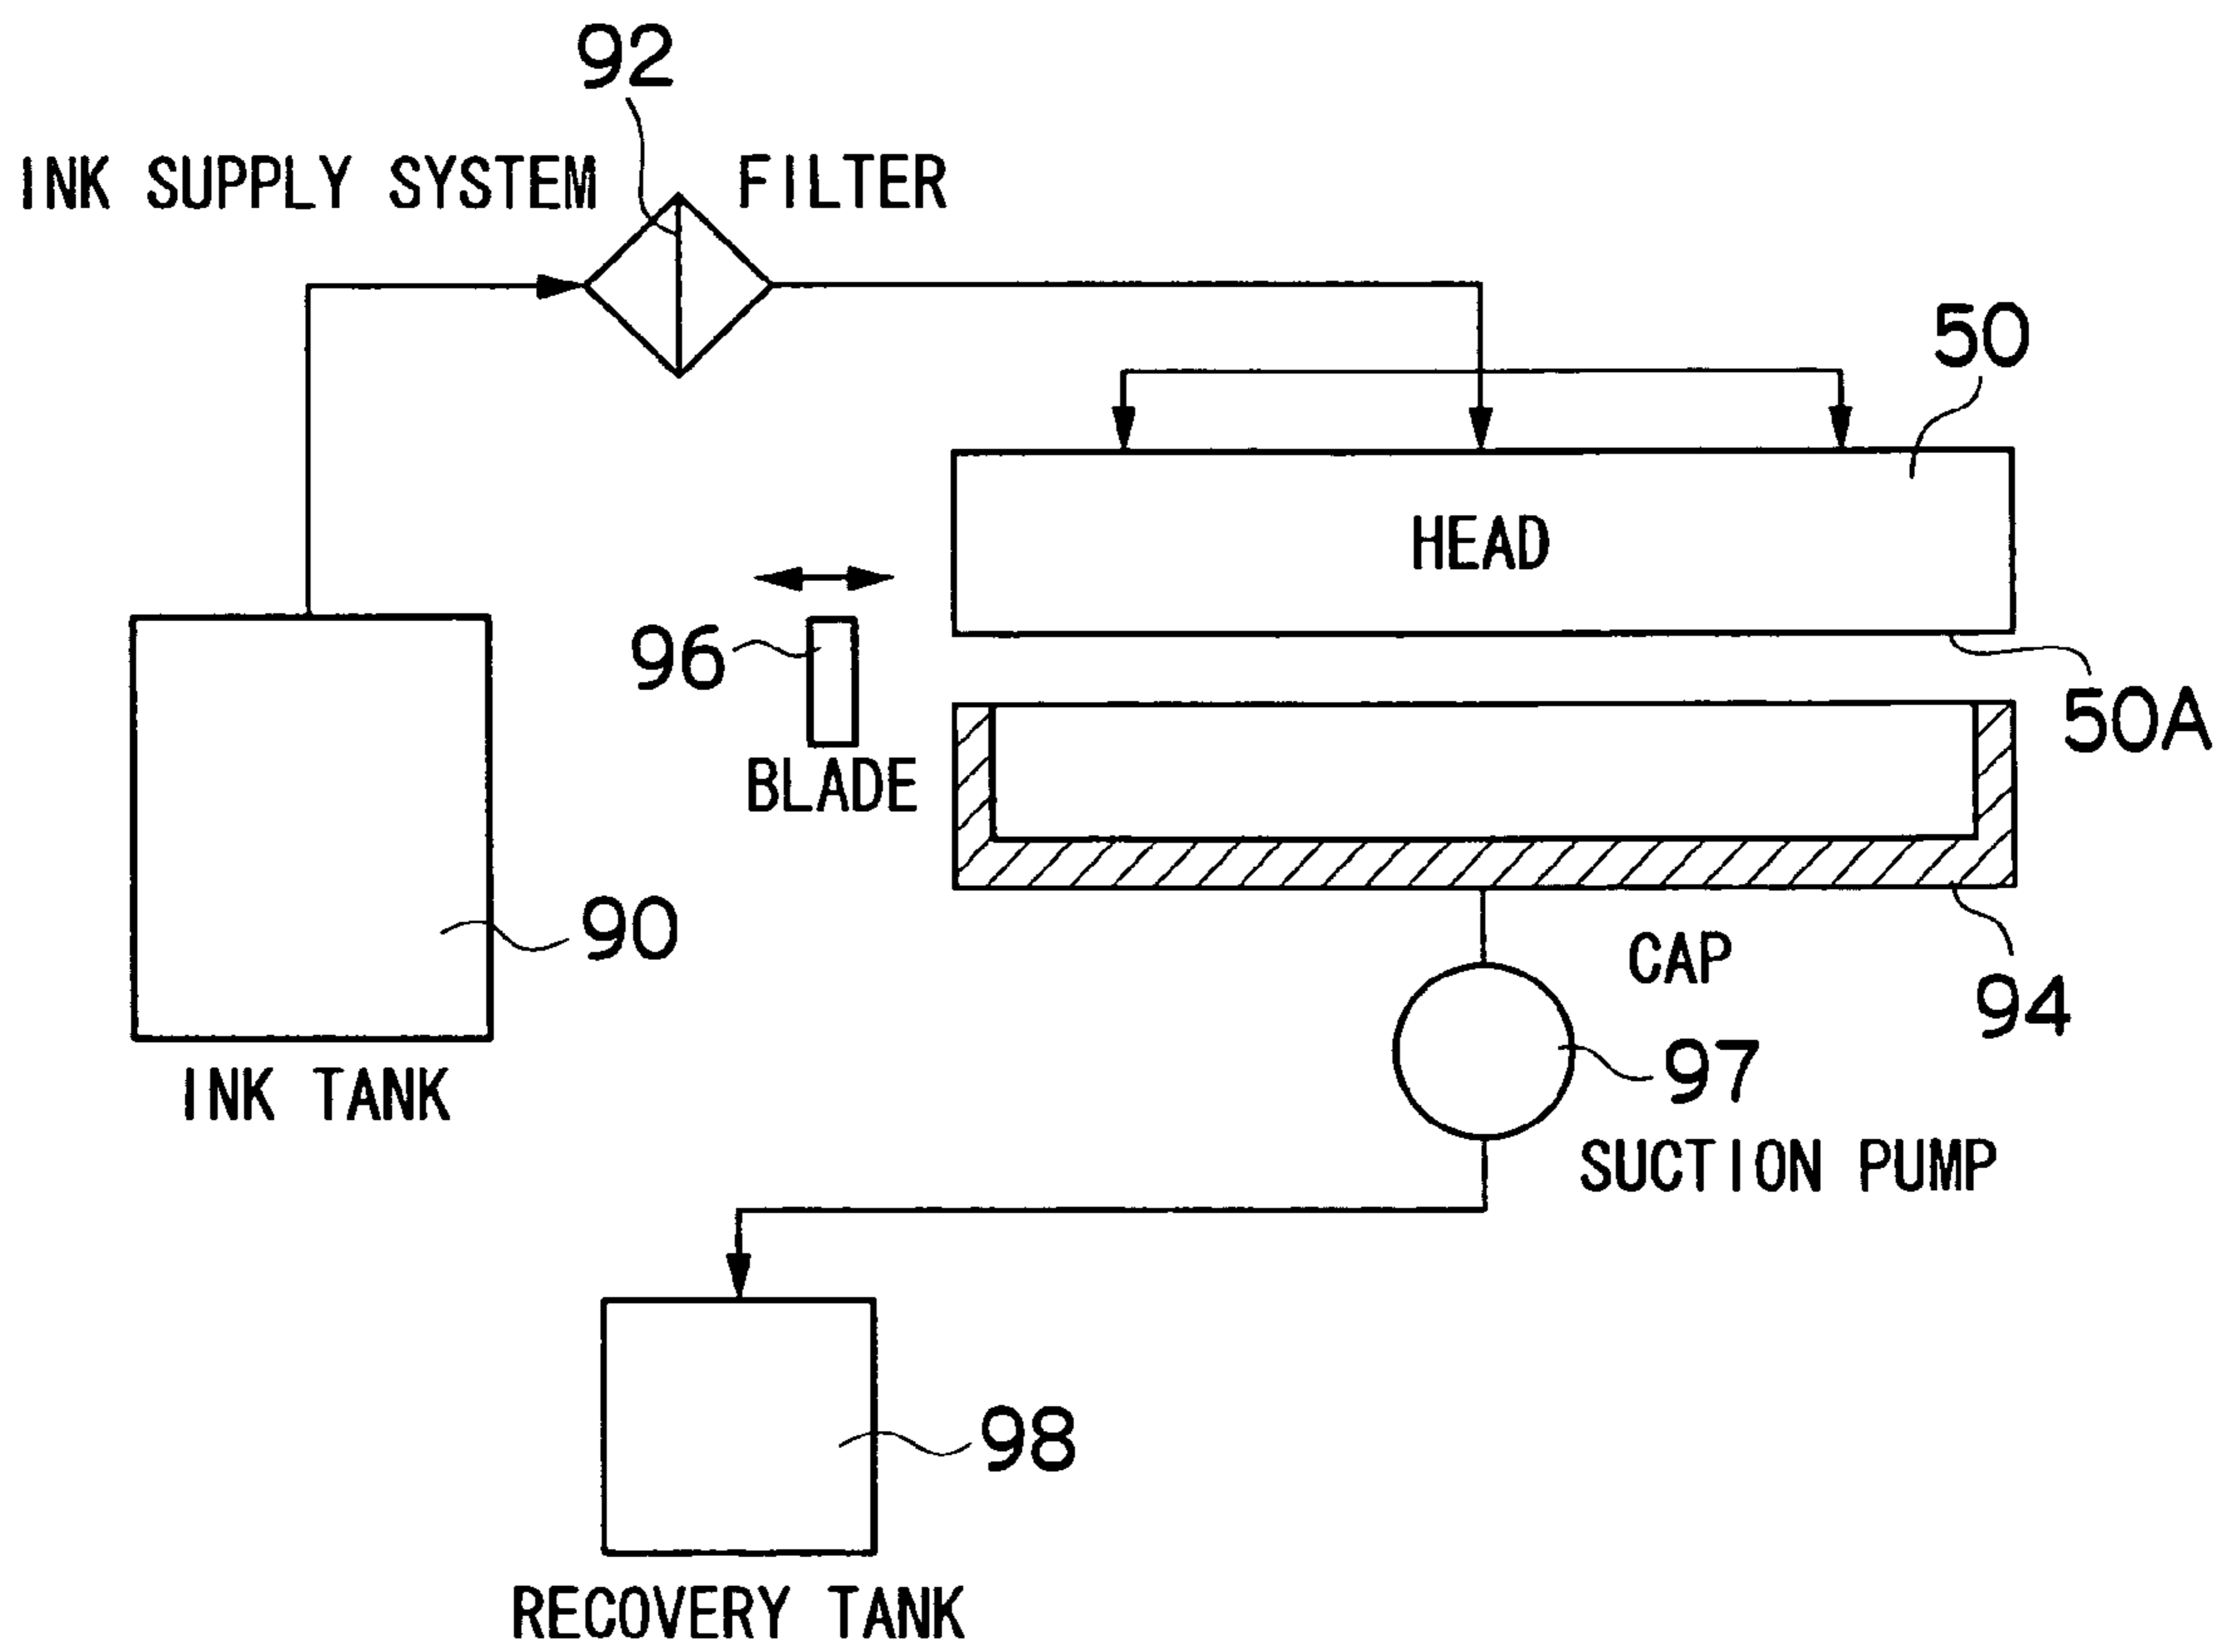 92
INK SUPPLY SYSTEM
FILTER
50
HEAD
96
50A
BLADE
90
CAP
94
97
INK TANK
SUCTION PUMP
98
RECOVERY TANK